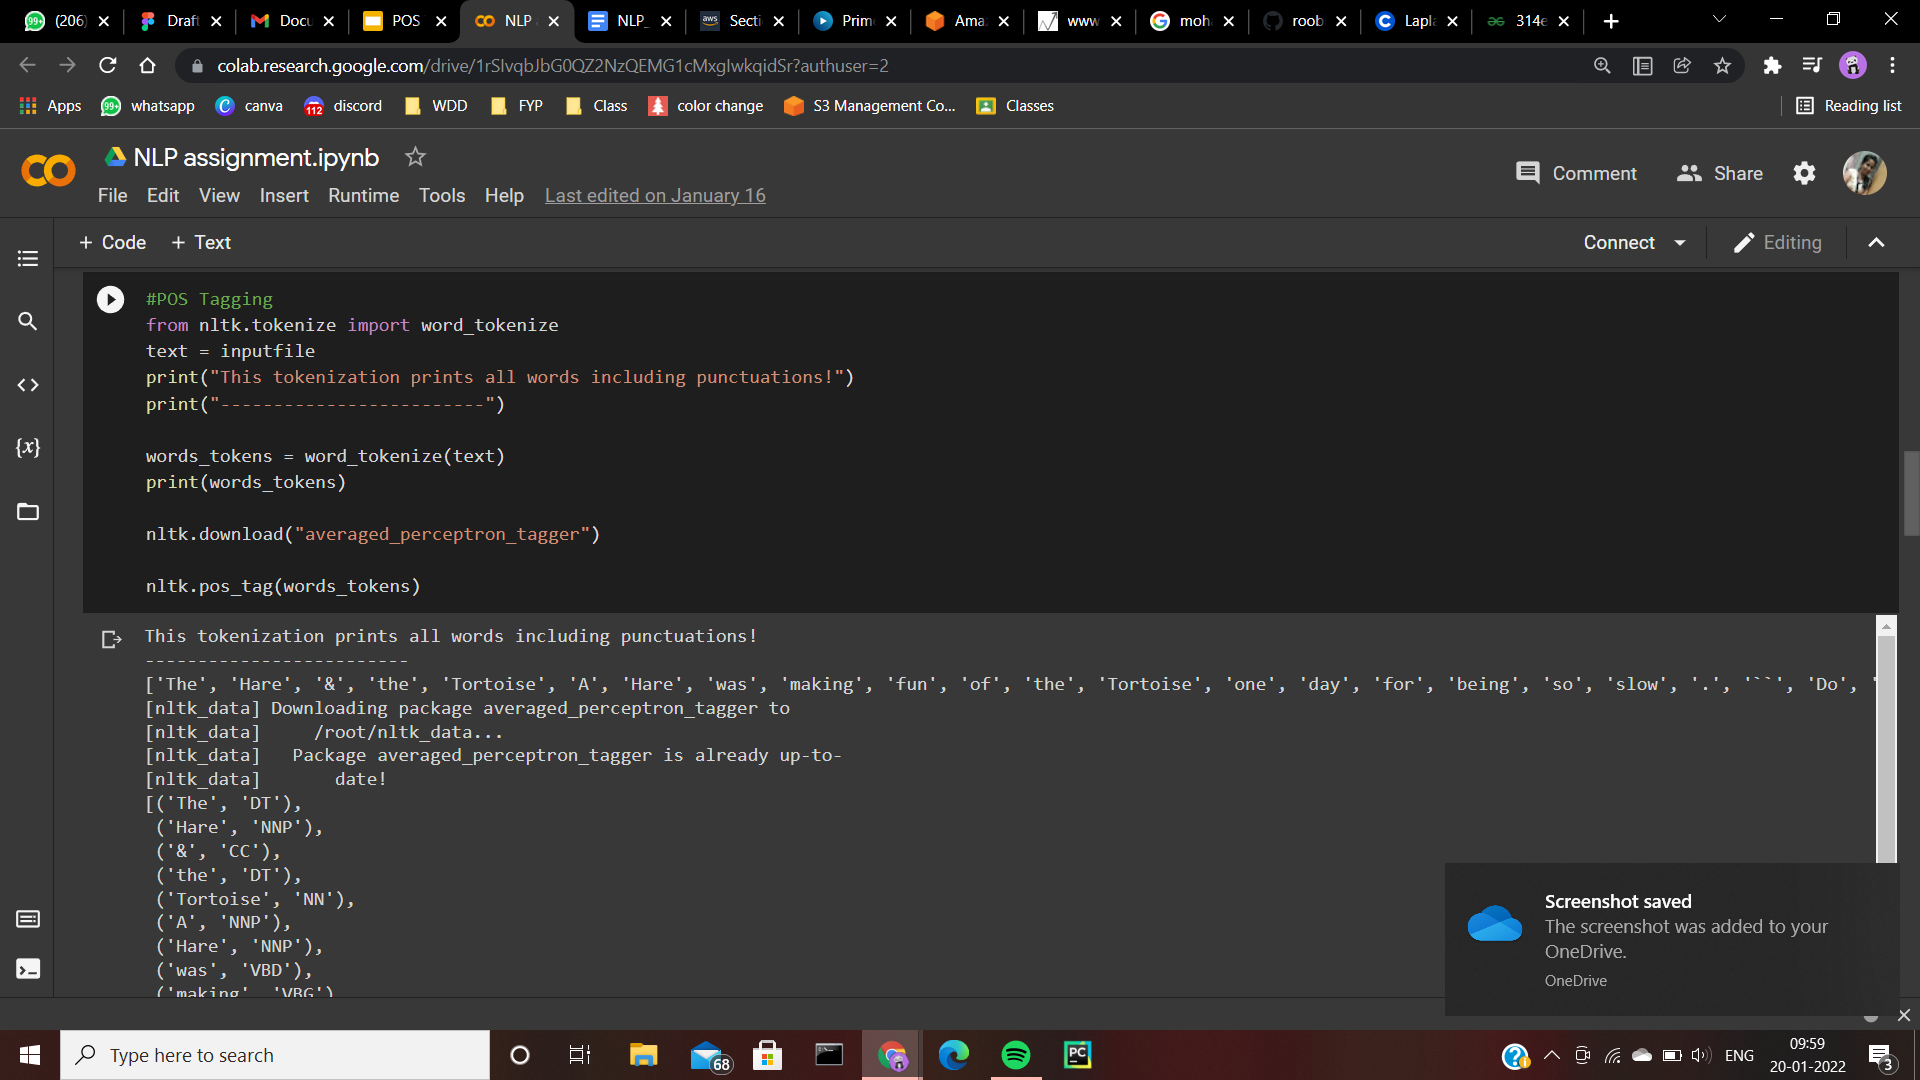 (206)
Draft
Docu
POS
NLP
NLP_
aws
Secti
Prime
Ama
www
moh
roob
Lapl
314e
colab.research.google.com/drive/1rSIvqbJbG0QZ2NzQEMG1cMxgIwkqidSr?authuser=2
Apps
99+
whatsapp
canva
112
discord
WDD
FYP
Class
color change
S3 Management Co...
Classes
Reading list
NLP assignment.ipynb
Comment
Share
File Edit View Insert Runtime Tools Help Last edited on January 16
+ Code + Text
Connect
Editing
#POS Tagging
from nltk.tokenize import word_tokenize
text = inputfile
print("This tokenization prints all words including punctuations!")
print("-------------------------")
words_tokens = word_tokenize(text)
print(words_tokens)
nltk.download("averaged_perceptron_tagger")
nltk.pos_tag(words_tokens)
This tokenization prints all words including punctuations!
-------------------------
['The', 'Hare', '&', 'the', 'Tortoise', 'A', 'Hare', 'was', 'making', 'fun', 'of', 'the', 'Tortoise', 'one', 'day', 'for', 'being', 'so', 'slow', '.', '``', 'Do', '
[nltk_data] Downloading package averaged_perceptron_tagger to
[nltk_data]     /root/nltk_data...
[nltk_data]   Package averaged_perceptron_tagger is already up-to-
[nltk_data]       date!
[('The', 'DT'),
('Hare', 'NNP'),
('&', 'CC'),
('the', 'DT'),
('Tortoise', 'NN'),
('A', 'NNP'),
('Hare', 'NNP'),
('was', 'VBD'),
('making', 'VBG')
Screenshot saved
The screenshot was added to your
OneDrive.
OneDrive
Type here to search
68
PC
ENG
09:59
20-01-2022
3